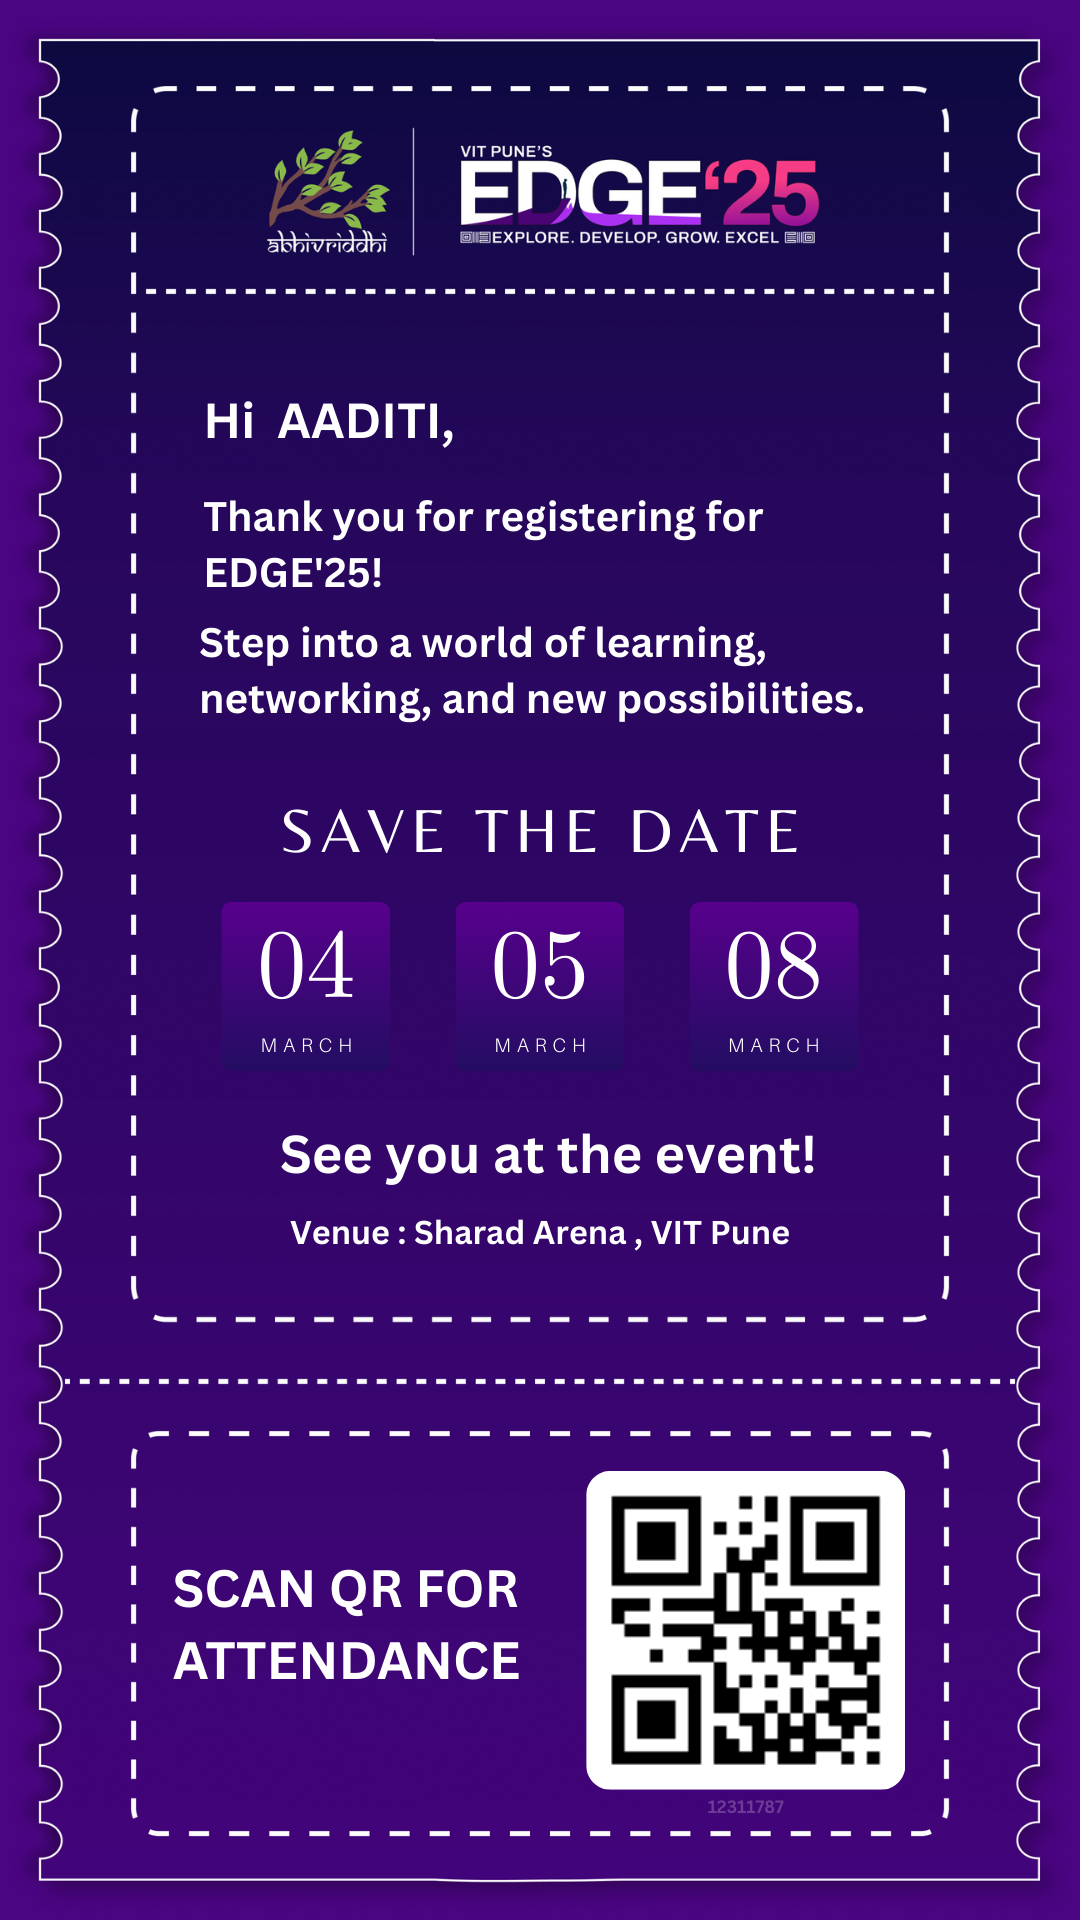 abhivriddhi
VIT PUNE'S
EDGE'25
EXPLORE. DEVELOP. GROW. EXCEL
Hi AADITI,
Thank you for registering for
EDGE'25!
Step into a world of learning,
networking, and new possibilities.
SAVE THE DATE
04 05 08
MARCH MARCH MARCH
See you at the event!
Venue : Sharad Arena , VIT Pune
SCAN QR FOR
ATTENDANCE
12311787